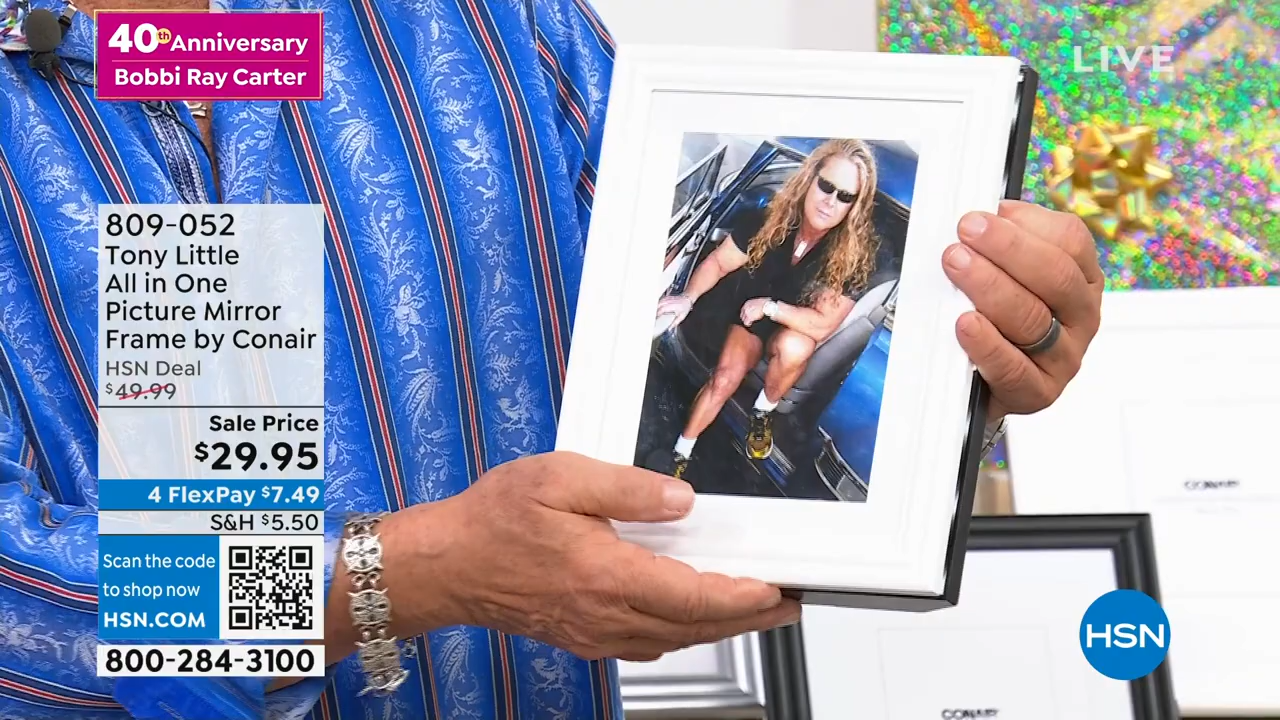 40th Anniversary
Bobbi Ray Carter
LIVE
809-052
Tony Little
All in One
Picture Mirror
Frame by Conair
HSN Deal
$49.99
Sale Price
$29.95
4 FlexPay $7.49
S&H $5.50
Scan the code
to shop now
HSN.COM
800-284-3100
CONAIR
HSN
CONAIR